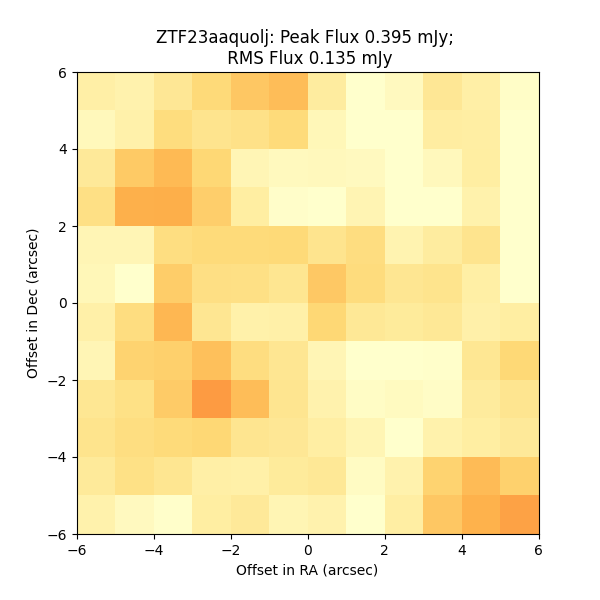 ZTF23aaquolj: Peak Flux 0.395 mJy;
RMS Flux 0.135 mJy
6
4
2
0
−2
−4
−6
Offset in Dec (arcsec)
−6 −4 −2 0 2 4 6
Offset in RA (arcsec)